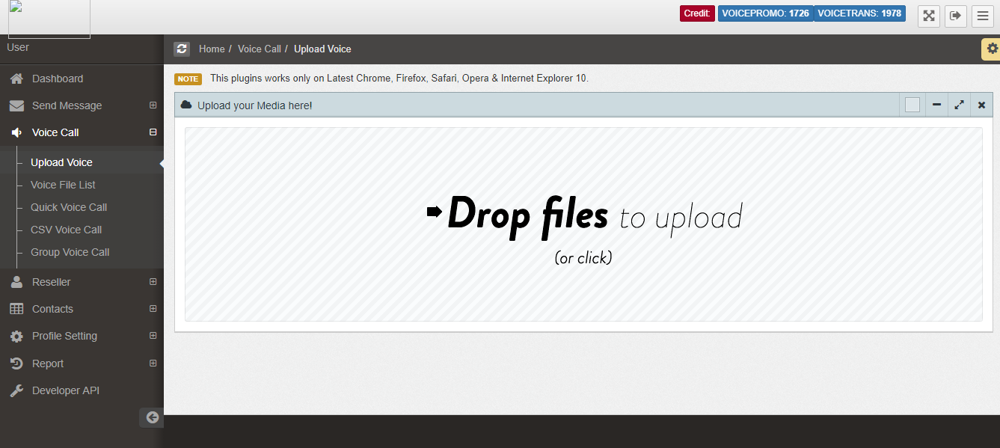 Credit: VOICEPROMO: 1726 VOICETRANS: 1978
User
Home / Voice Call / Upload Voice
NOTE This plugins works only on Latest Chrome, Firefox, Safari, Opera & Internet Explorer 10.
Upload your Media here!
Drop files to upload
(or click)
Dashboard
Send Message
Voice Call
Upload Voice
Voice File List
Quick Voice Call
CSV Voice Call
Group Voice Call
Reseller
Contacts
Profile Setting
Report
Developer API